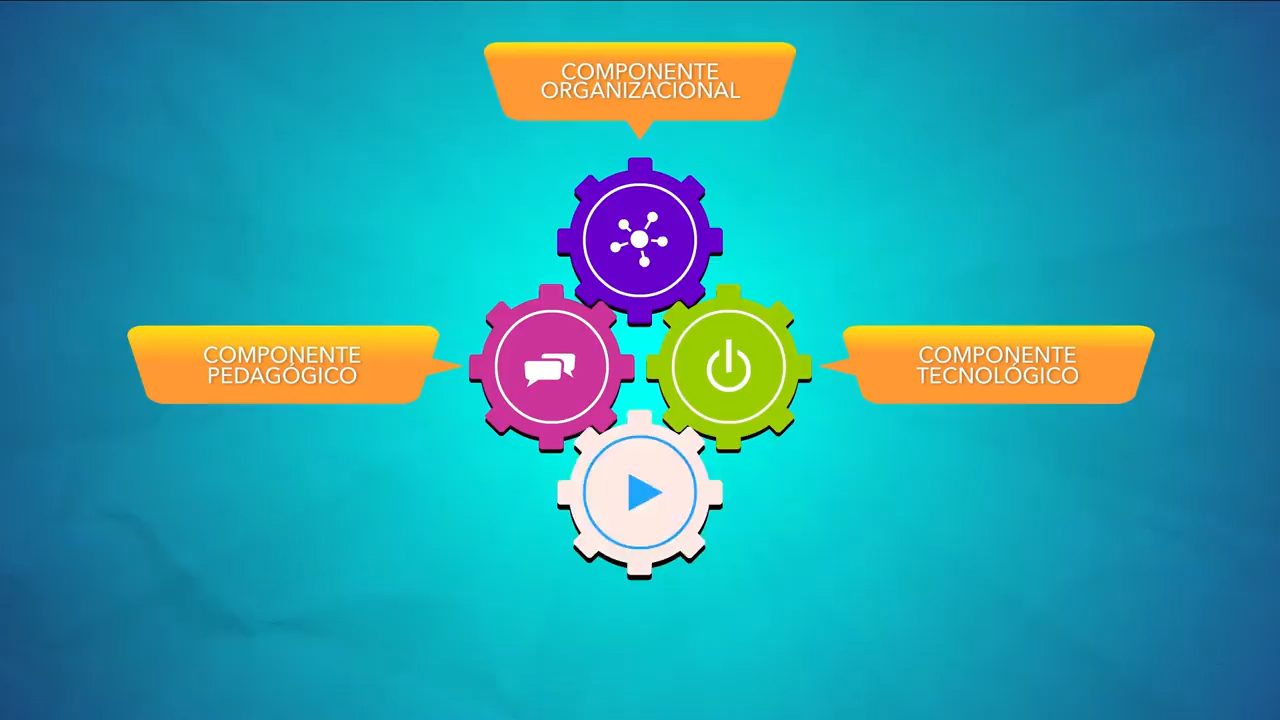 COMPONENTE
ORGANIZACIONAL
COMPONENTE
PEDAGÓGICO
COMPONENTE
TECNOLÓGICO